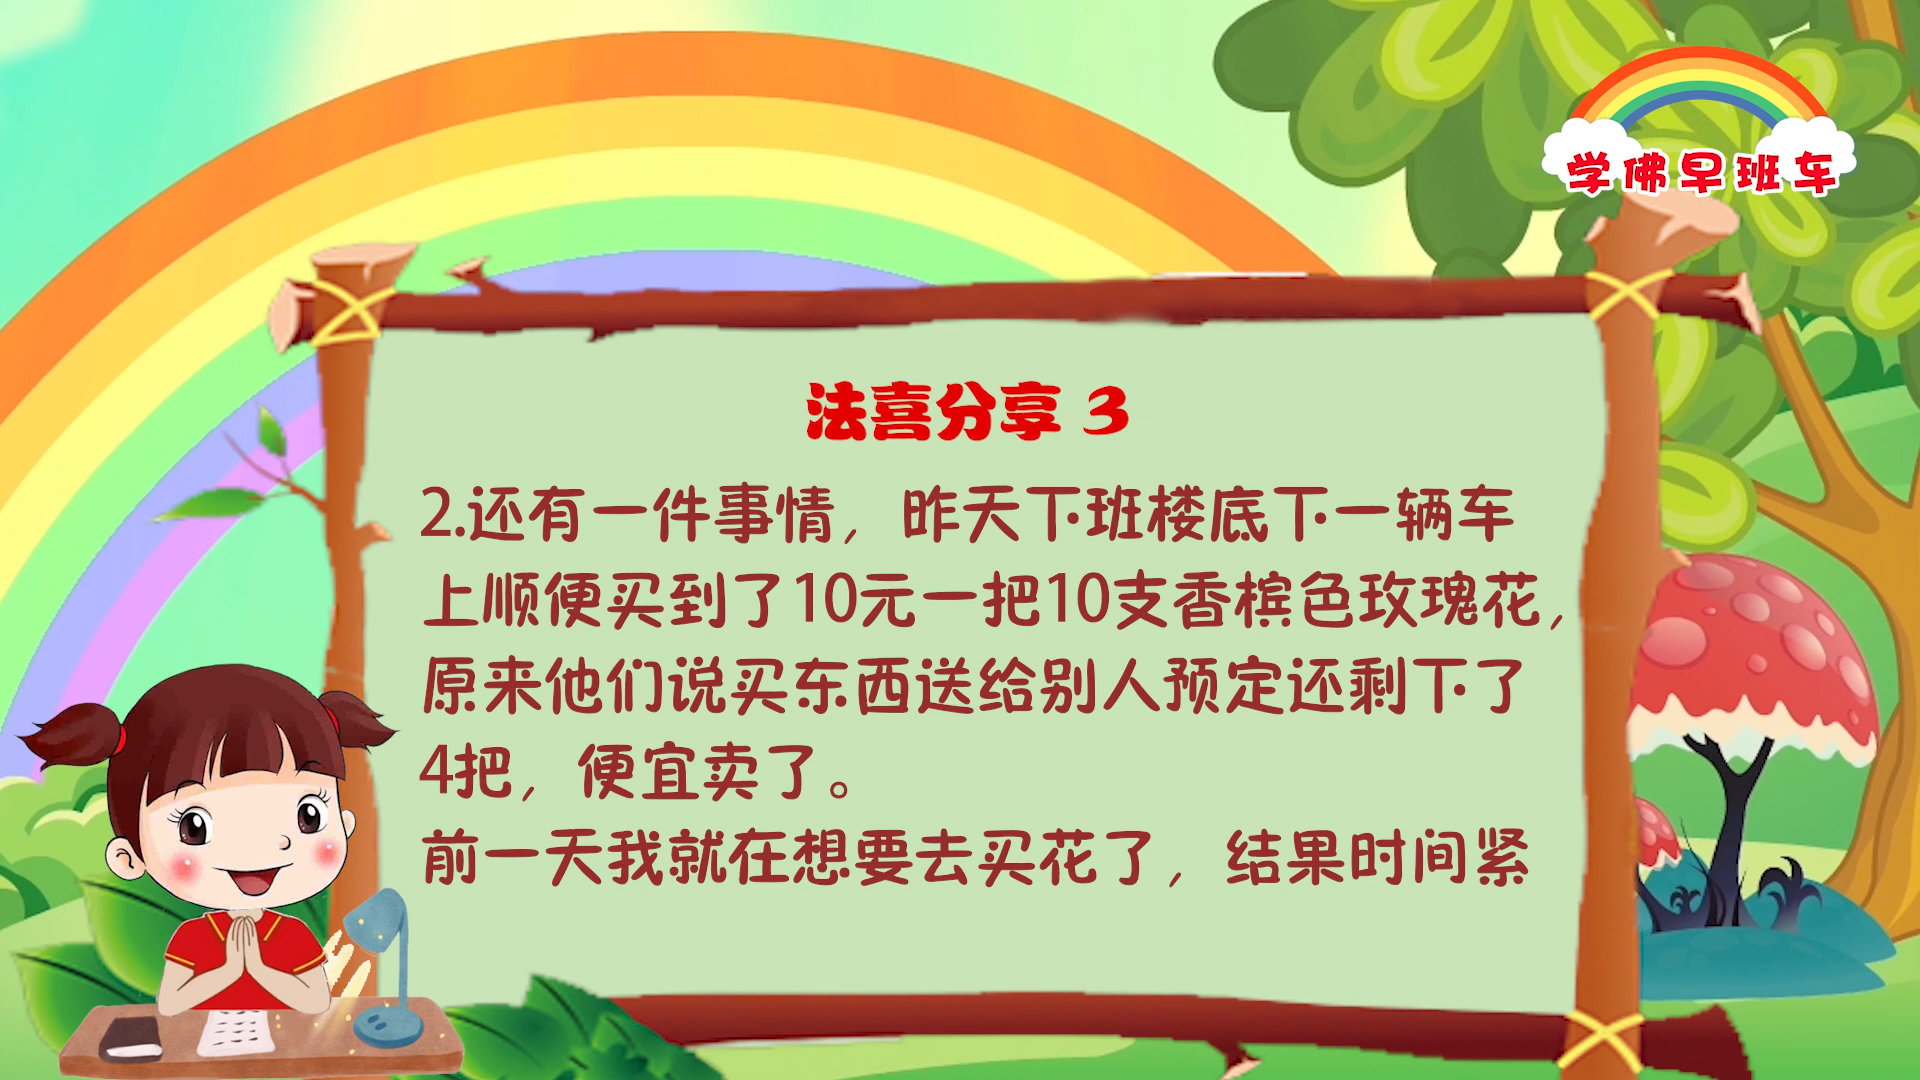 学佛早班车
法喜分享 3
2.还有一件事情，昨天下班楼底下一辆车
上顺便买到了10元一把10支香槟色玫瑰花，
原来他们说买东西送给别人预定还剩下了
4把，便宜卖了。
前一天我就在想要去买花了，结果时间紧